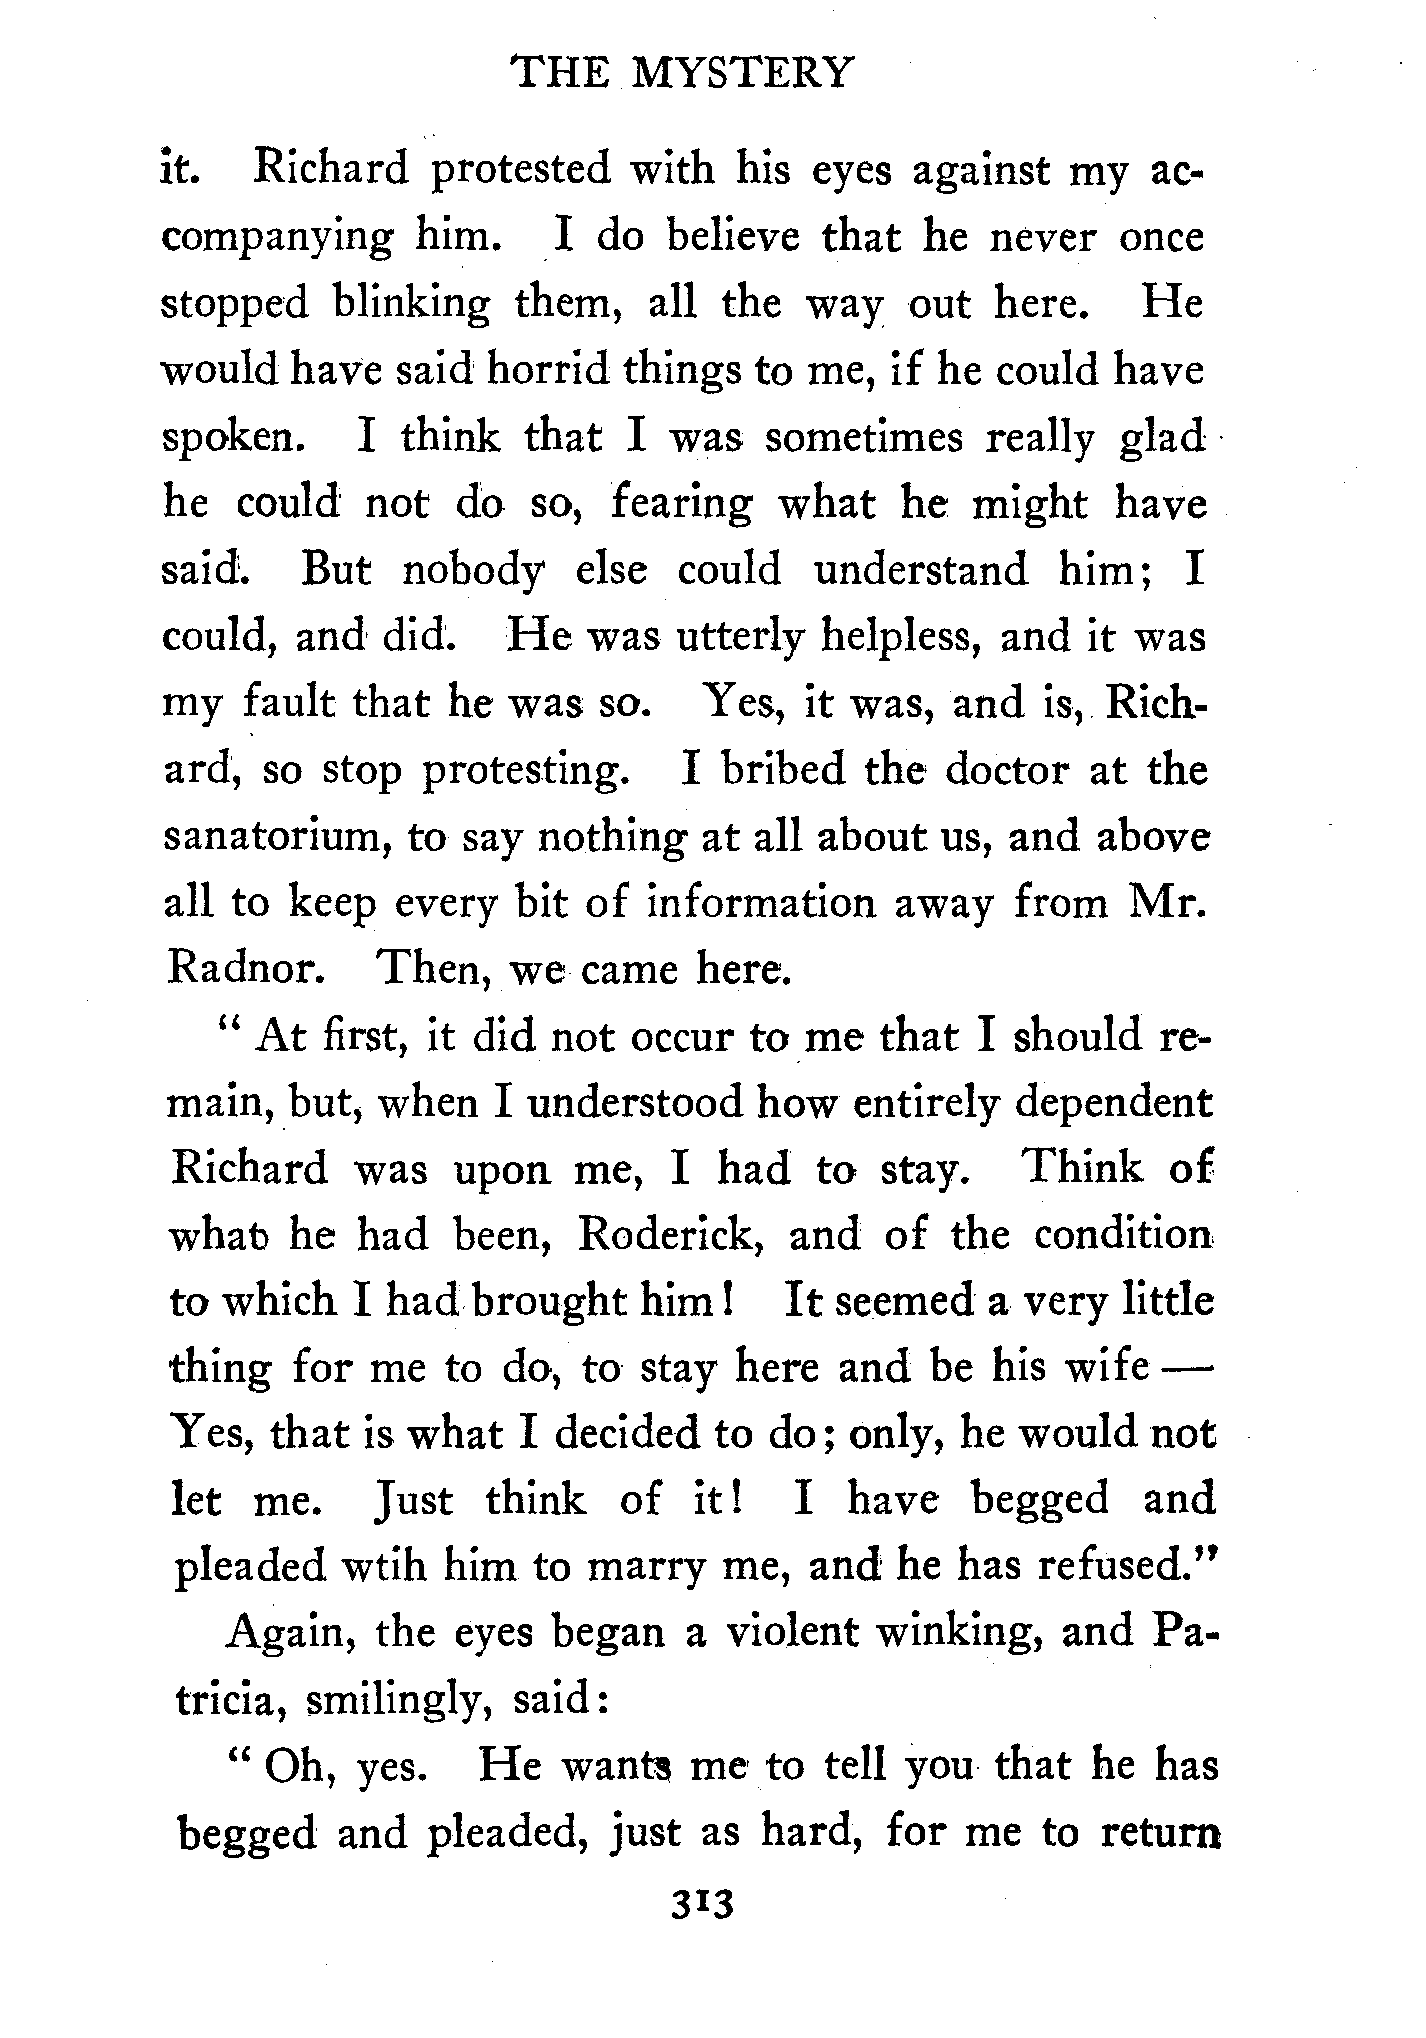 THE MYSTERY
it. Richard protested with his eyes against my ac-
companying him. I do believe that he never once
stopped blinking them, all the way out here. He
would have said horrid things to me, if he could have
spoken. I think that I was sometimes really glad
he could not do so, fearing what he might have
said. But nobody else could understand him; I
could, and did. He was utterly helpless, and it was
my fault that he was so. Yes, it was, and is, Rich-
ard, so stop protesting. I bribed the doctor at the
sanatorium, to say nothing at all about us, and above
all to keep every bit of information away from Mr.
Radnor. Then, we came here.
" At first, it did not occur to me that I should re-
main, but, when I understood how entirely dependent
Richard was upon me, I had to stay. Think of
what he had been, Roderick, and of the condition
to which I had brought him! It seemed a very little
thing for me to do, to stay here and be his wife —
Yes, that is what I decided to do; only, he would not
let me. Just think of it! I have begged and
pleaded wtih him to marry me, and he has refused."
Again, the eyes began a violent winking, and Pa-
tricia, smilingly, said:
" Oh, yes. He wants me to tell you that he has
begged and pleaded, just as hard, for me to return
313